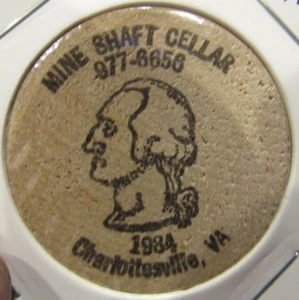 MINE SHAFT CELLAR
977-6656
1984
Charlottesville, VA